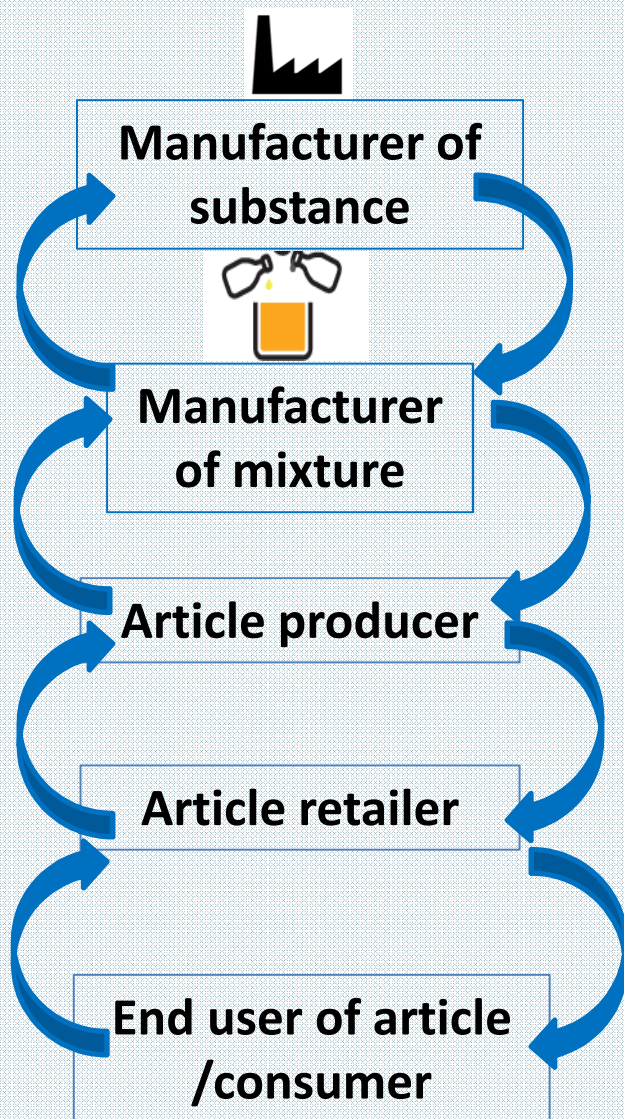 Manufacturer of
substance
Manufacturer
of mixture
Article producer
Article retailer
End user of article
/consumer